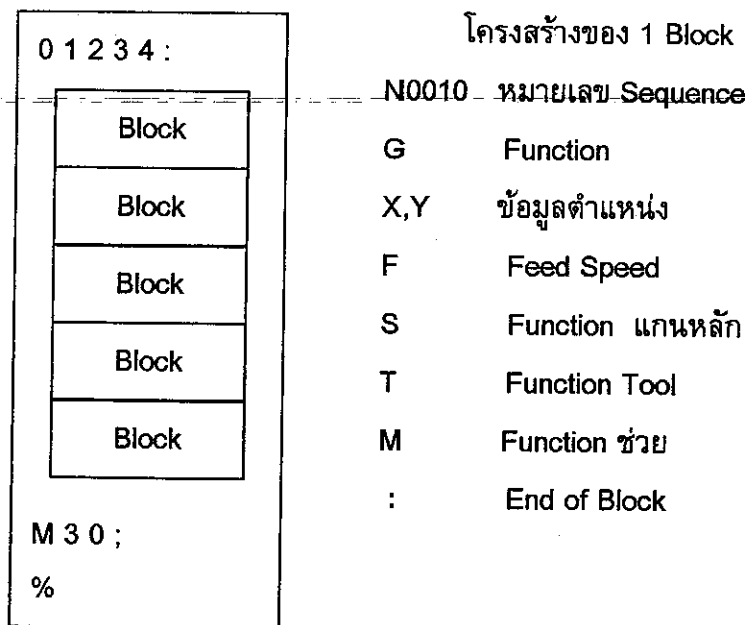 01234:
Block
Block
Block
Block
Block
M30;
%
โครงสร้างของ 1 Block
N0010 หมายเลข Sequence
G Function
X,Y ข้อมูลตำแหน่ง
F Feed Speed
S Function แกนหลัก
T Function Tool
M Function ช่วย
: End of Block